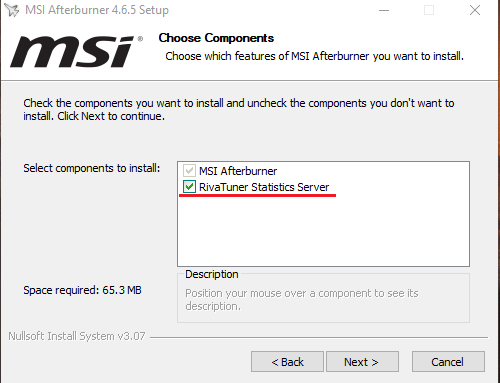 MSI Afterburner 4.6.5 Setup
msi
Choose Components
Choose which features of MSI Afterburner you want to install.
Check the components you want to install and uncheck the components you don't want to
install. Click Next to continue.
Select components to install:
MSI Afterburner
RivaTuner Statistics Server
Space required: 65.3 MB
Description
Position your mouse over a component to see its
description.
Nullsoft Install System v3.07
< Back
Next >
Cancel